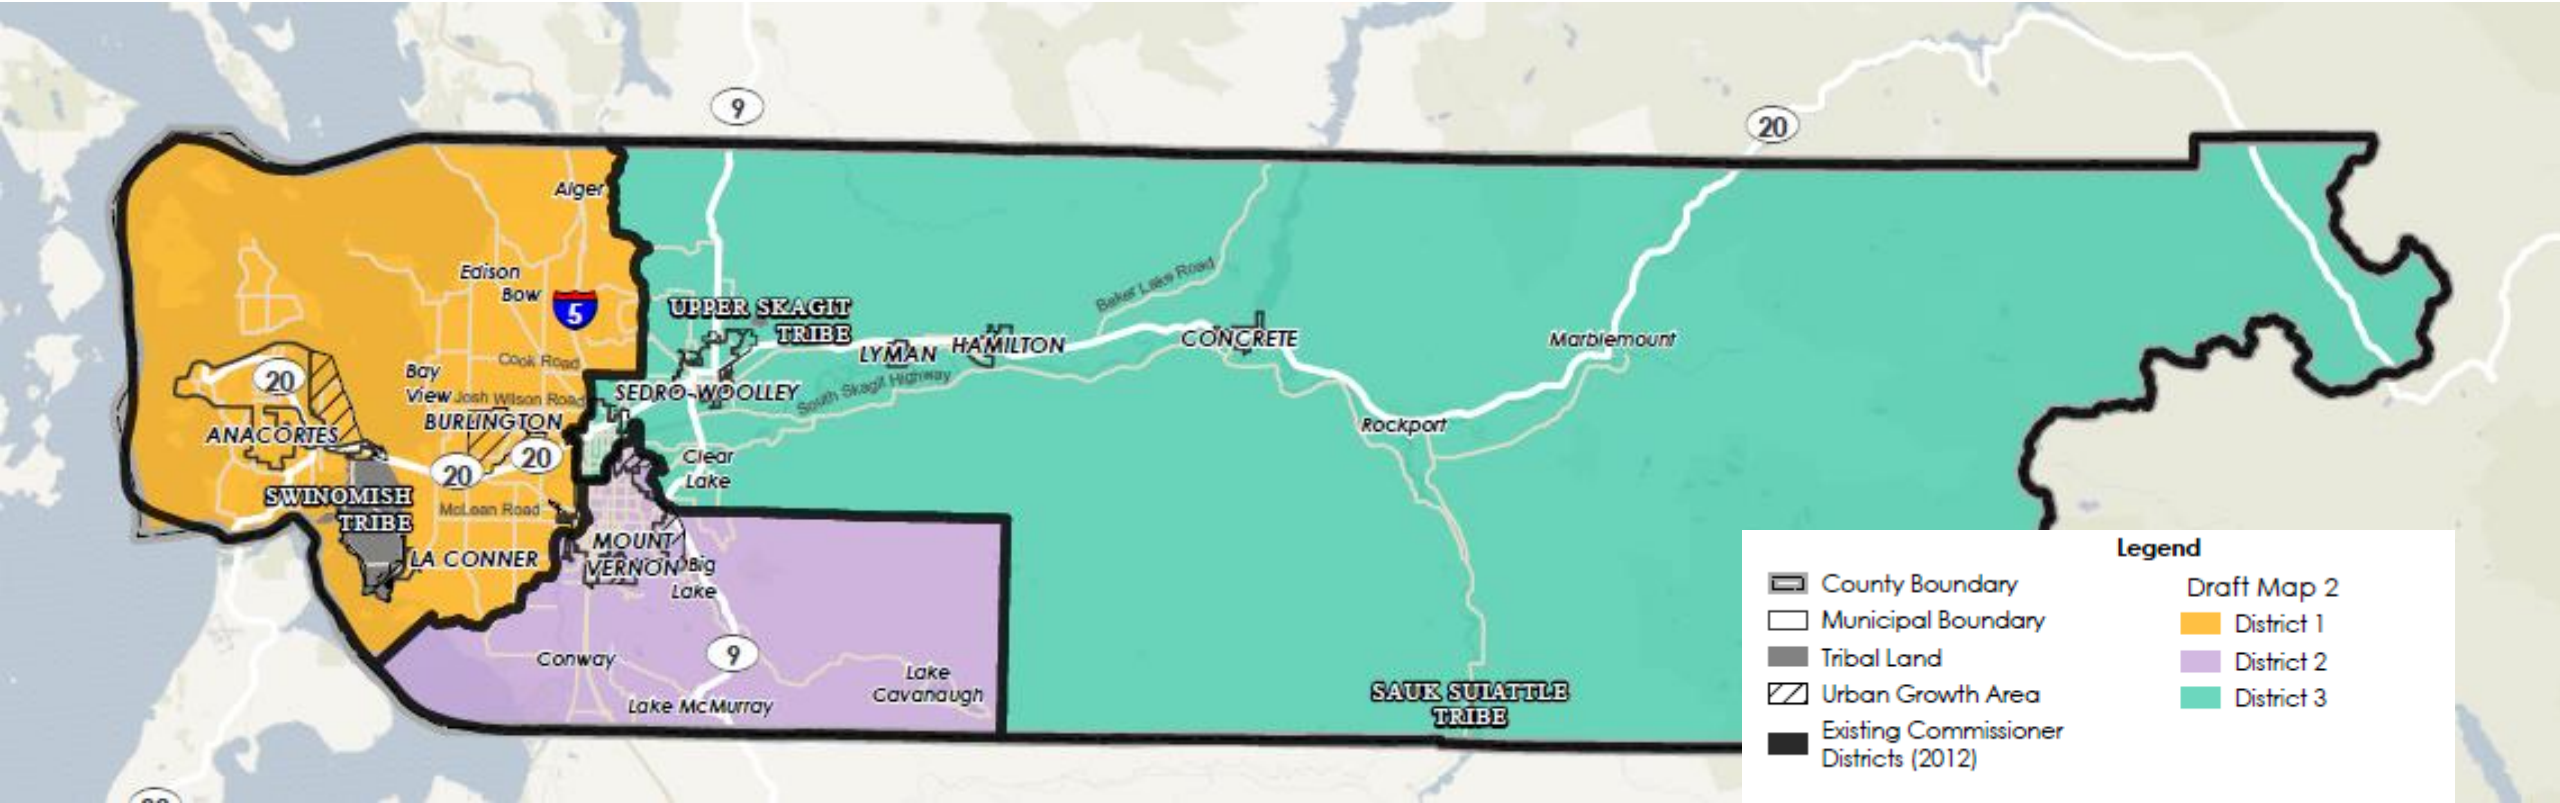 9
20
Alger
Edison
Bow
5
UPPER SKAGIT
TRIBE
Baker Lake Road
LYMAN
HAMILTON
CONCRETE
Marblemount
Cook Road
20
Bay
View
Josh Wilson Road
SEDRO-WOOLLEY
South Skagit Highway
BURLINGTON
ANACORTES
Rockport
20
20
Clear
Lake
SWINOMISH
TRIBE
McLean Road
LA CONNER
MOUNT
VERNON
Big
Lake
Conway
9
Lake
Cavanaugh
Lake McMurray
SAUK SUIATTLE
TRIBE
Legend
County Boundary
Municipal Boundary
Tribal Land
Urban Growth Area
Existing Commissioner
Districts (2012)
Draft Map 2
District 1
District 2
District 3